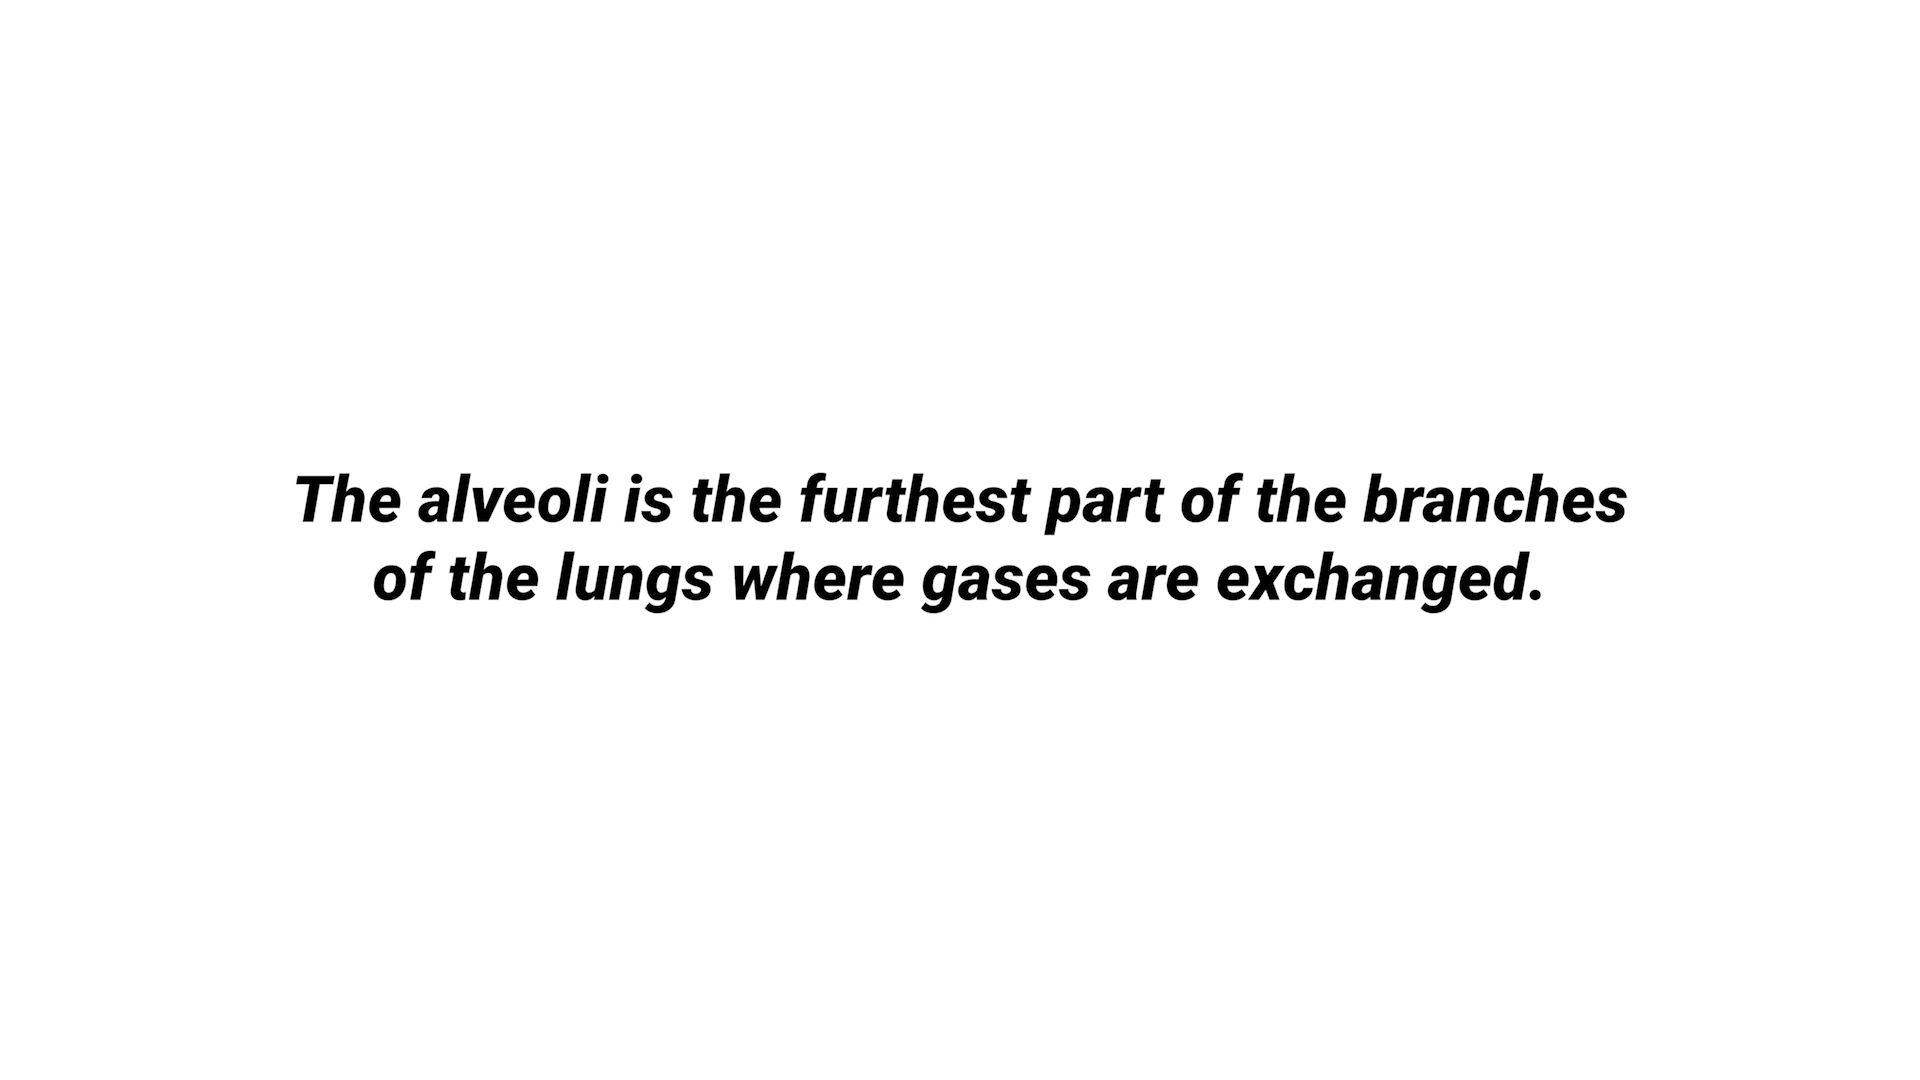 The alveoli is the furthest part of the branches
of the lungs where gases are exchanged.